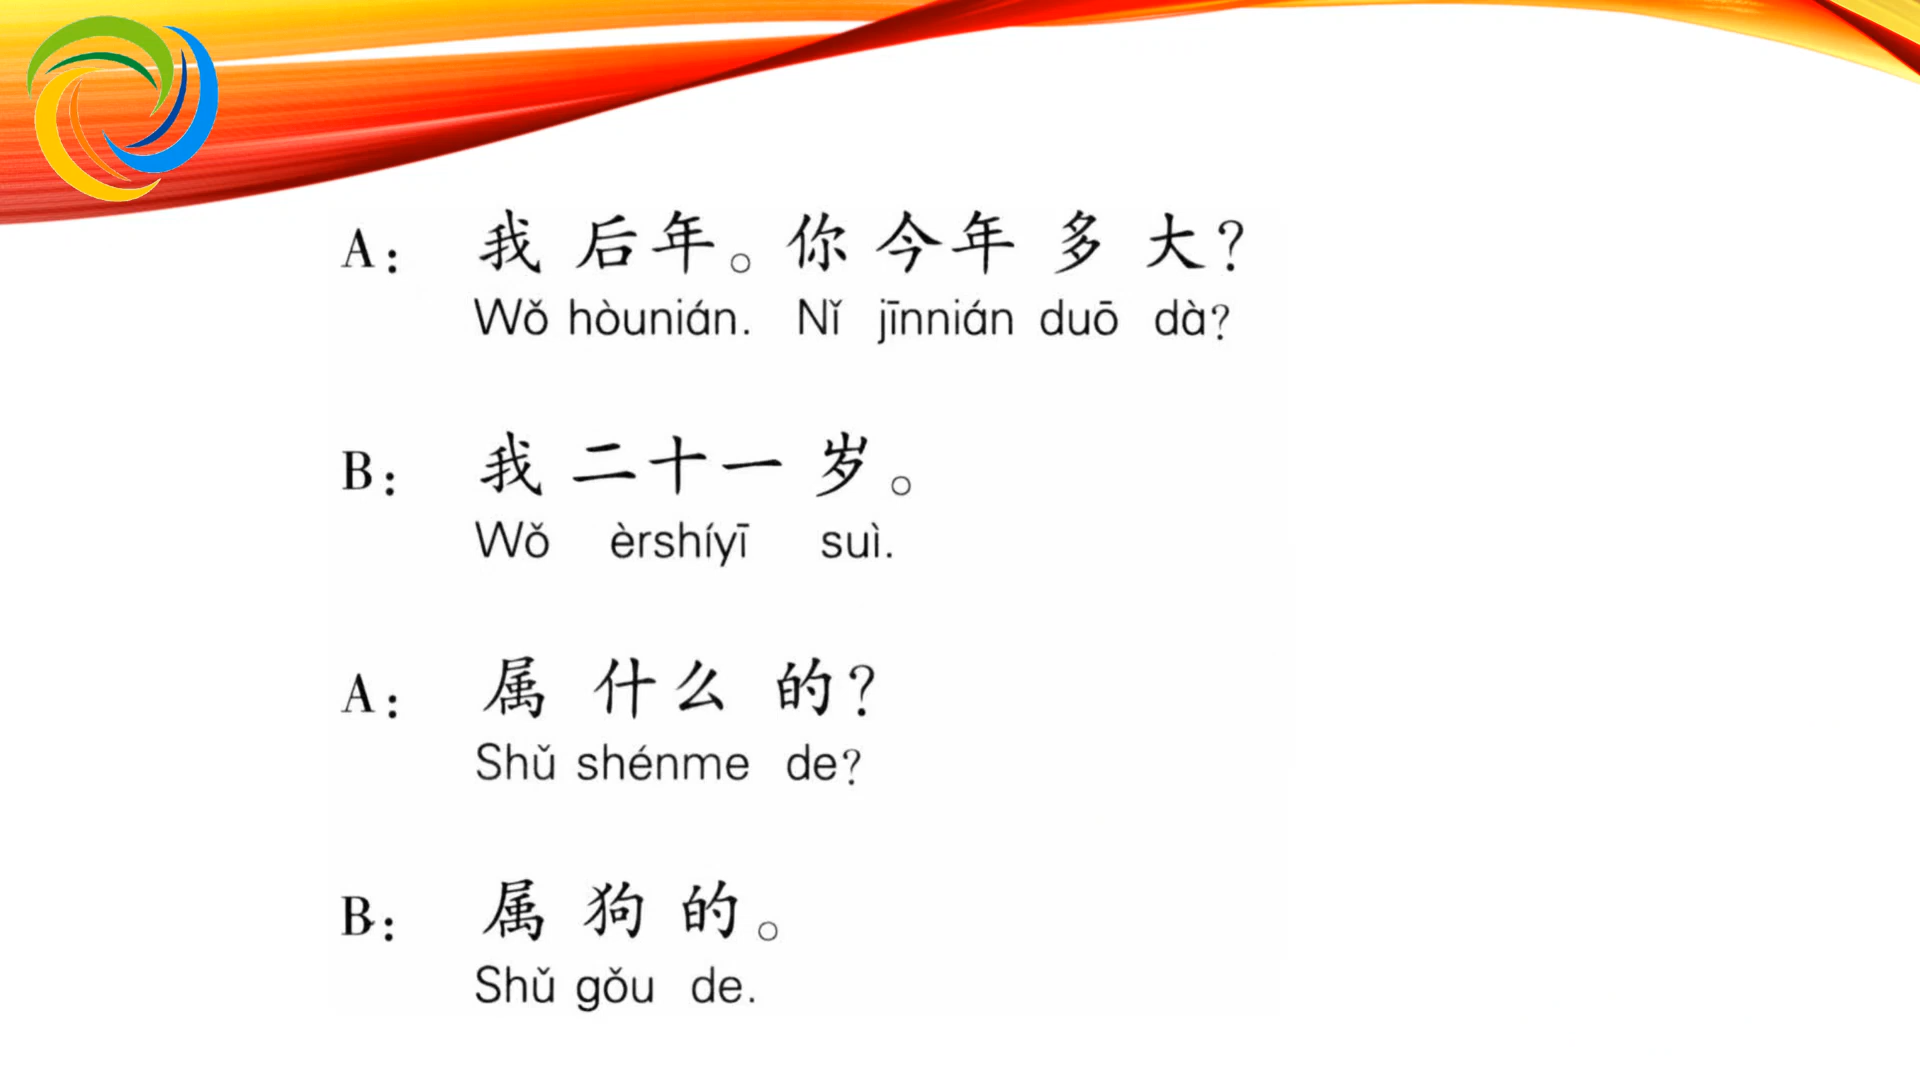 A： 我 后年。你 今年 多 大？
Wǒ hòunián. Nǐ jīnnián duō dà?
B： 我 二十一 岁。
Wǒ èrshíyī suì.
A： 属 什么 的？
Shǔ shénme de?
B： 属 狗 的。
Shǔ gǒu de.